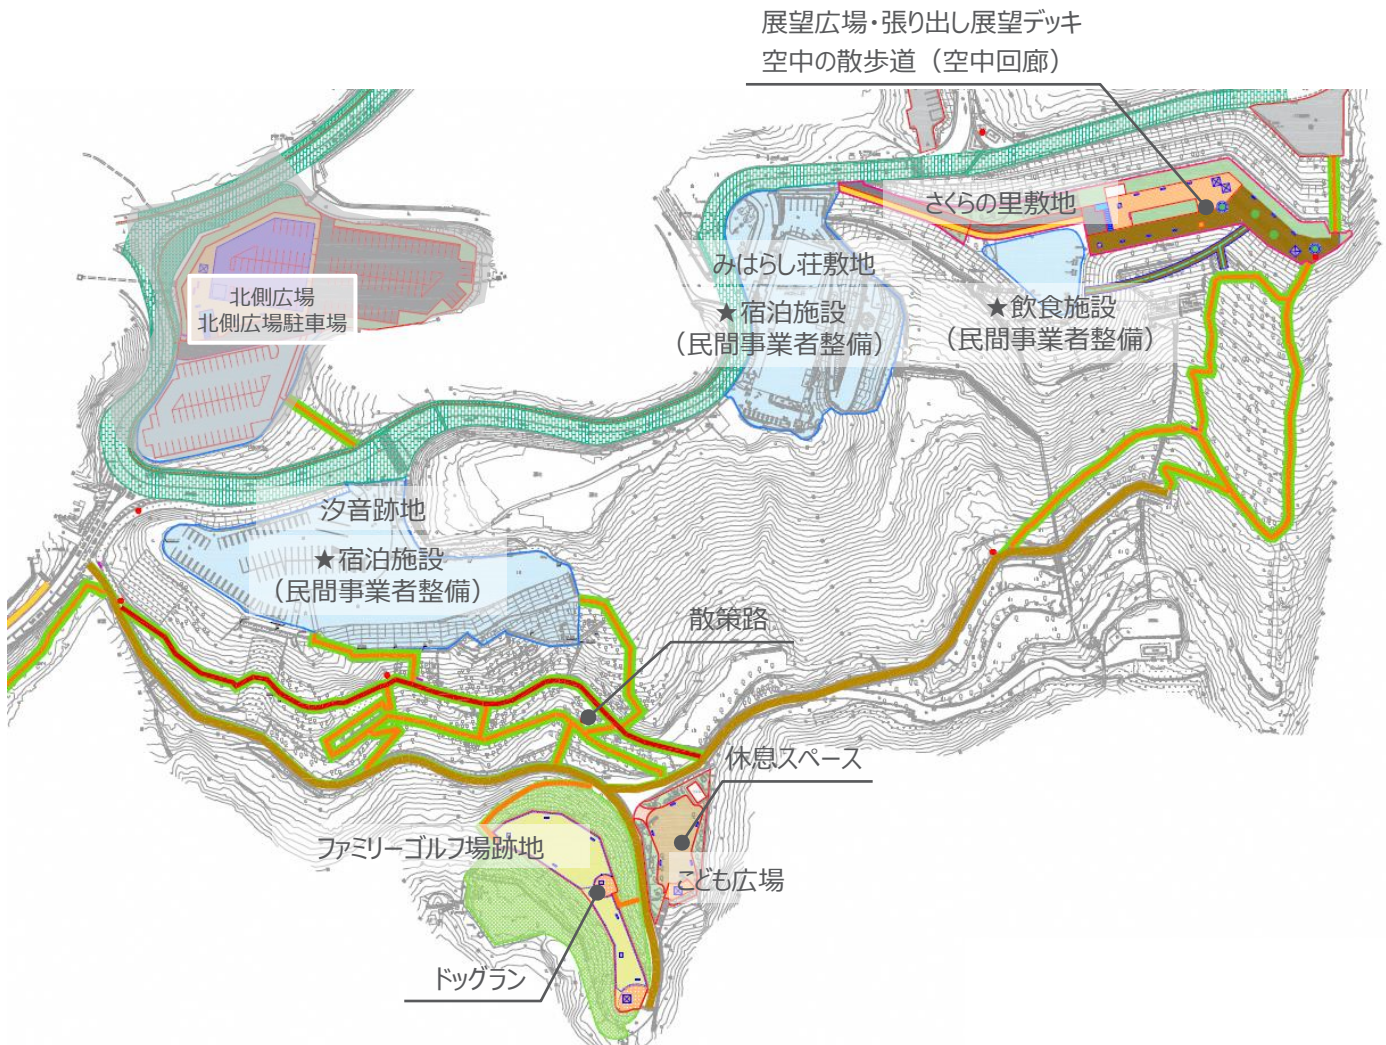 展望広場・張り出し展望デッキ
空中の散歩道（空中回廊）
さくらの里敷地
みはらし荘敷地
★宿泊施設
（民間事業者整備）
★飲食施設
（民間事業者整備）
北側広場
北側広場駐車場
汐音跡地
★宿泊施設
（民間事業者整備）
散策路
休息スペース
ファミリーゴルフ場跡地
こども広場
ドッグラン